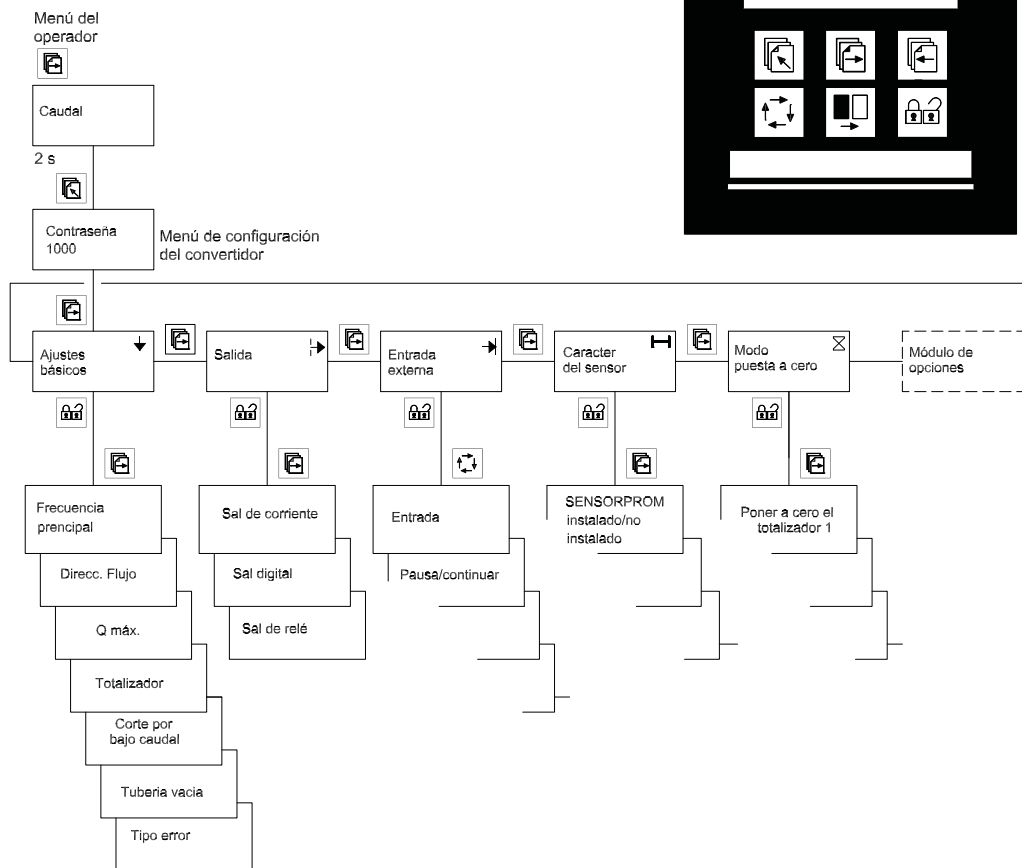 Menú del
operador
Caudal
2 s
Contraseña
1000
Menú de configuración
del convertidor
Ajustes
básicos
Salida
Entrada
externa
Caracter
del sensor
Modo
puesta a cero
Módulo de
opciones
Frecuencia
prencipal
Direcc. Flujo
Q máx.
Totalizador
Corte por
bajo caudal
Tuberia vacia
Tipo error
Sal de corriente
Sal digital
Sal de relé
Entrada
Pausa/continuar
SENSORPROM
instalado/no
instalado
Poner a cero el
totalizador 1